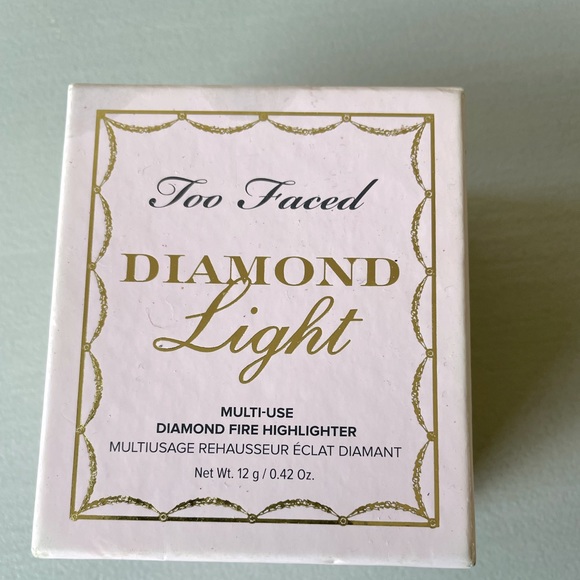 Too Faced
DIAMOND
Light
MULTI-USE
DIAMOND FIRE HIGHLIGHTER
MULTIUSAGE REHAUSSEUR ÉCLAT DIAMANT
Net Wt. 12 g / 0.42 Oz.